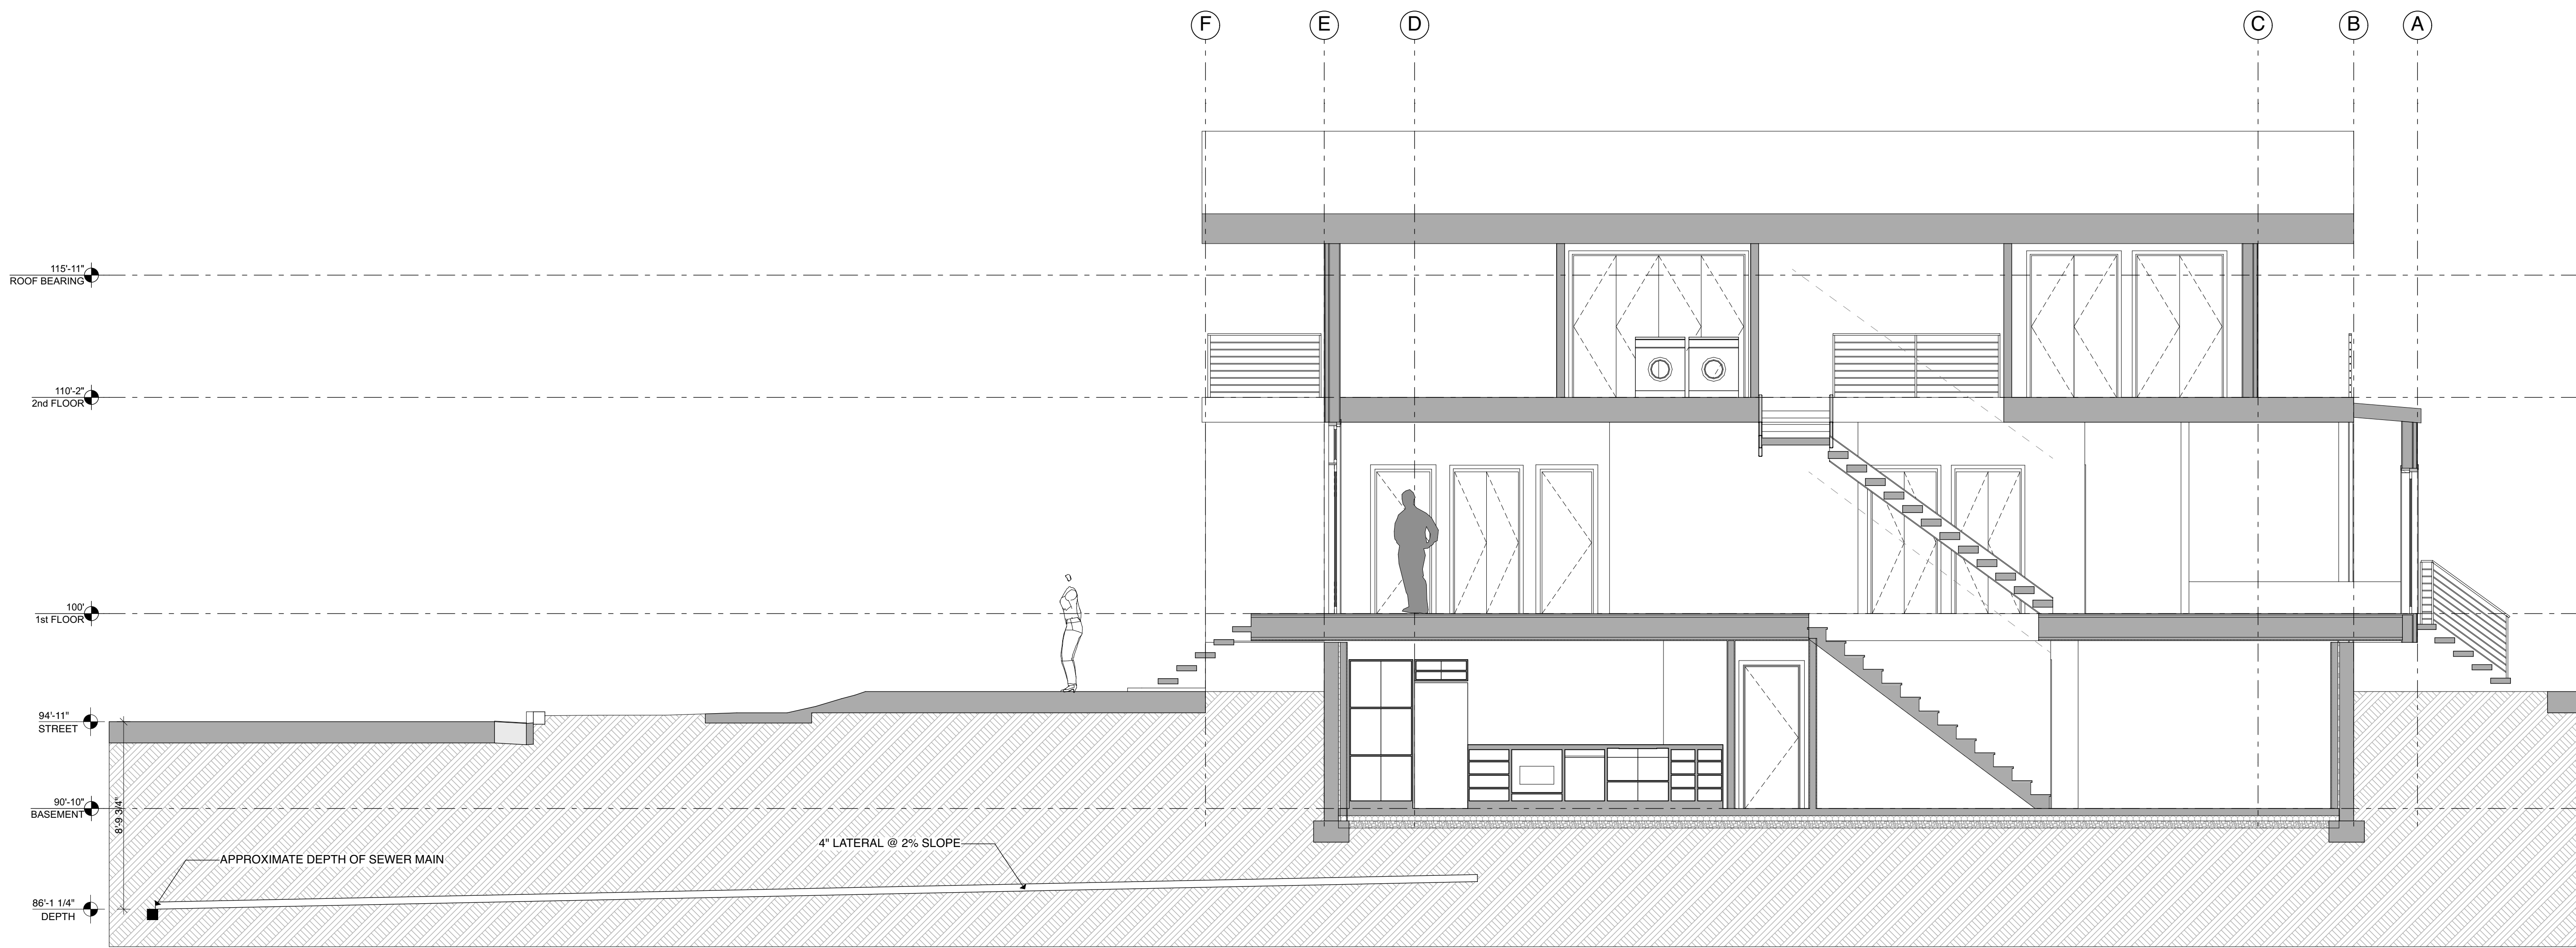 F
E
D
C
B
A
115'-11"
ROOF BEARING
110'-2"
2nd FLOOR
D
100'
1st FLOOR
94'-11"
STREET
90'-10"
BASEMENT
8'-9 3/4"
4" LATERAL @ 2% SLOPE
APPROXIMATE DEPTH OF SEWER MAIN
86'-1 1/4"
DEPTH